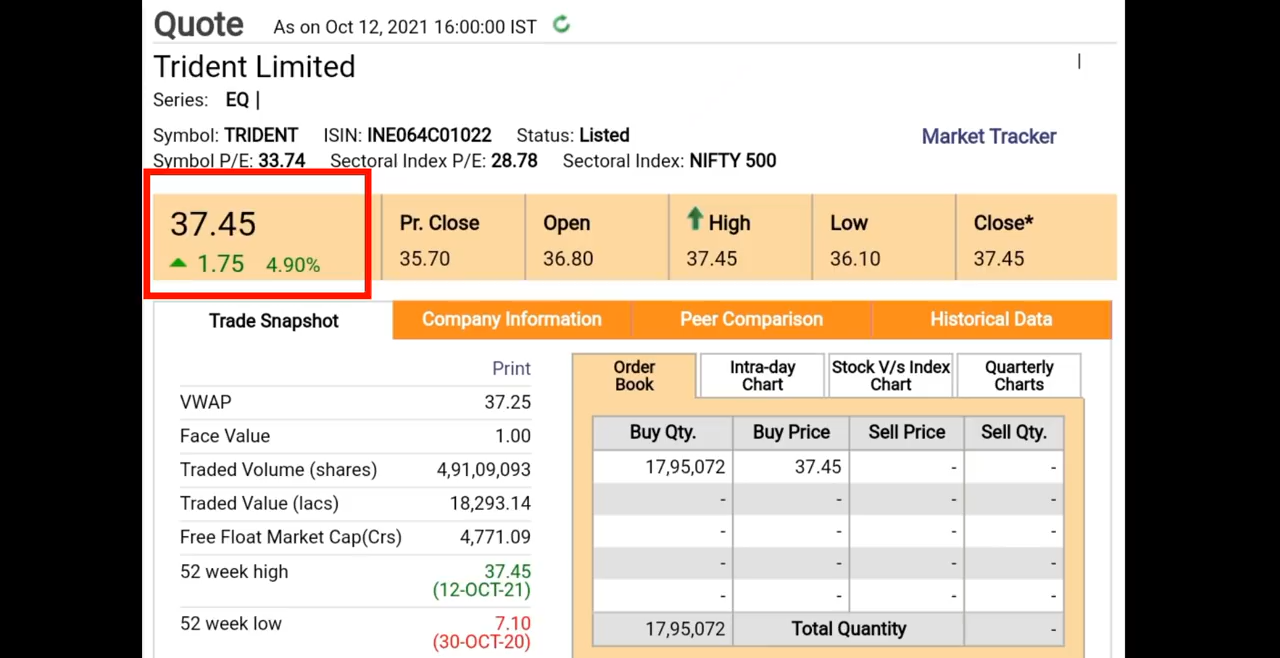 Quote As on Oct 12, 2021 16:00:00 IST
Trident Limited
Series: EQ |
Symbol: TRIDENT ISIN: INE064C01022 Status: Listed
Market Tracker
Symbol P/E: 33.74 Sectoral Index P/E: 28.78 Sectoral Index: NIFTY 500
37.45
1.75 4.90%
Pr. Close Open High Low Close*
35.70 36.80 37.45 36.10 37.45
Trade Snapshot Company Information Peer Comparison Historical Data
Print
VWAP 37.25
Face Value 1.00
Traded Volume (shares) 4,91,09,093
Traded Value (lacs) 18,293.14
Free Float Market Cap(Crs) 4,771.09
52 week high 37.45
(12-OCT-21)
52 week low 7.10
(30-OCT-20)
Order
Book
Intra-day
Chart
Stock V/s Index
Chart
Quarterly
Charts
Buy Qty. Buy Price Sell Price Sell Qty.
17,95,072 37.45 - -
- - - -
- - - -
- - - -
- - - -
17,95,072 Total Quantity -